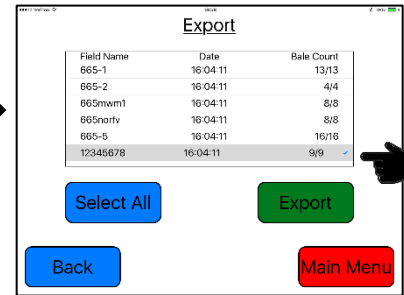 Export
Field Name Date Bale Count
665-1 16:04:11 13/13
665-2 16:04:11 4/4
665mwm1 16:04:11 8/8
665norfv 16:04:11 8/8
665-5 16:04:11 16/16
12345678 16:04:11 9/9
Select All Export
Back Main Menu